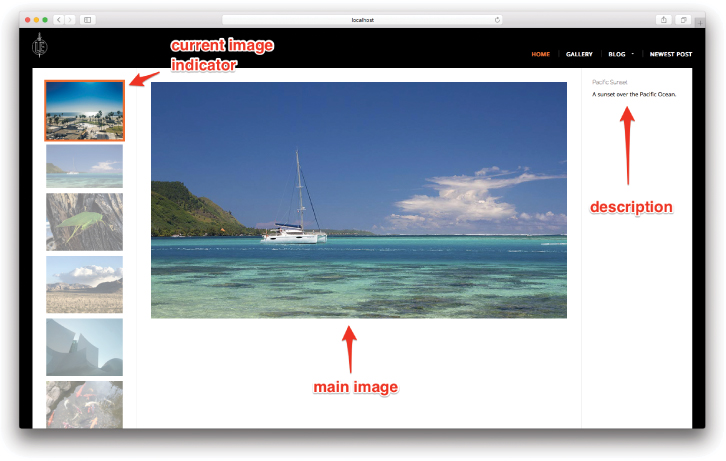 localhost
current image
indicator
HOME
GALLERY
BLOG
NEWEST POST
Pacific Sunset
A sunset over the Pacific Ocean.
description
main image